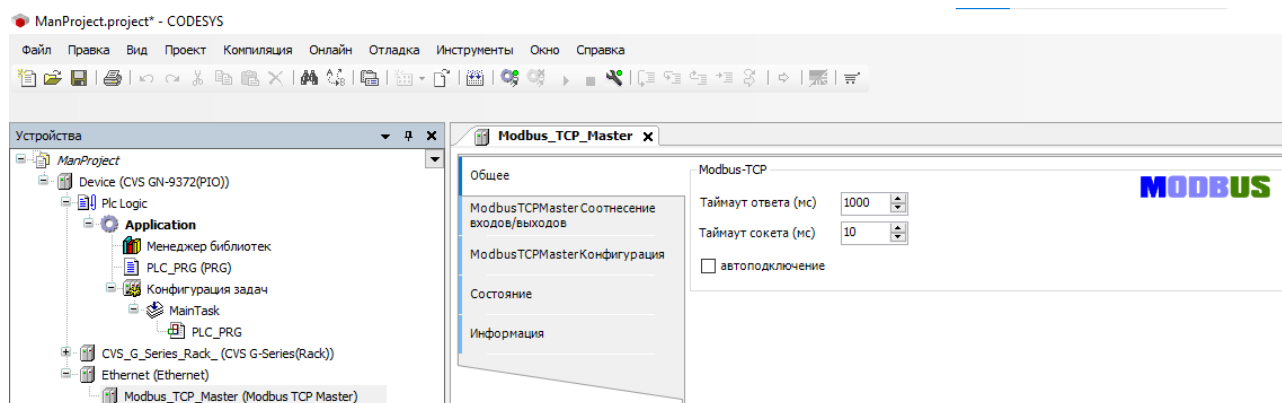 ManProject.project* - CODESYS
Файл Правка Вид Проект Компиляция Онлайн Отладка Инструменты Окно Справка
Устройства
ManProject
Device (CVS GN-9372(PIO))
Plc Logic
Application
Менеджер библиотек
PLC_PRG (PRG)
Конфигурация задач
MainTask
PLC_PRG
CVS_G_Series_Rack_ (CVS G-Series(Rack))
Ethernet (Ethernet)
Modbus_TCP_Master (Modbus TCP Master)
Modbus_TCP_Master
Общее
ModbusTCPMaster Соотнесение
входов/выходов
ModbusTCPMasterКонфигурация
Состояние
Информация
Modbus-TCP
MODBUS
Таймаут ответа (мс) 1000
Таймаут сокета (мс) 10
автоподключение